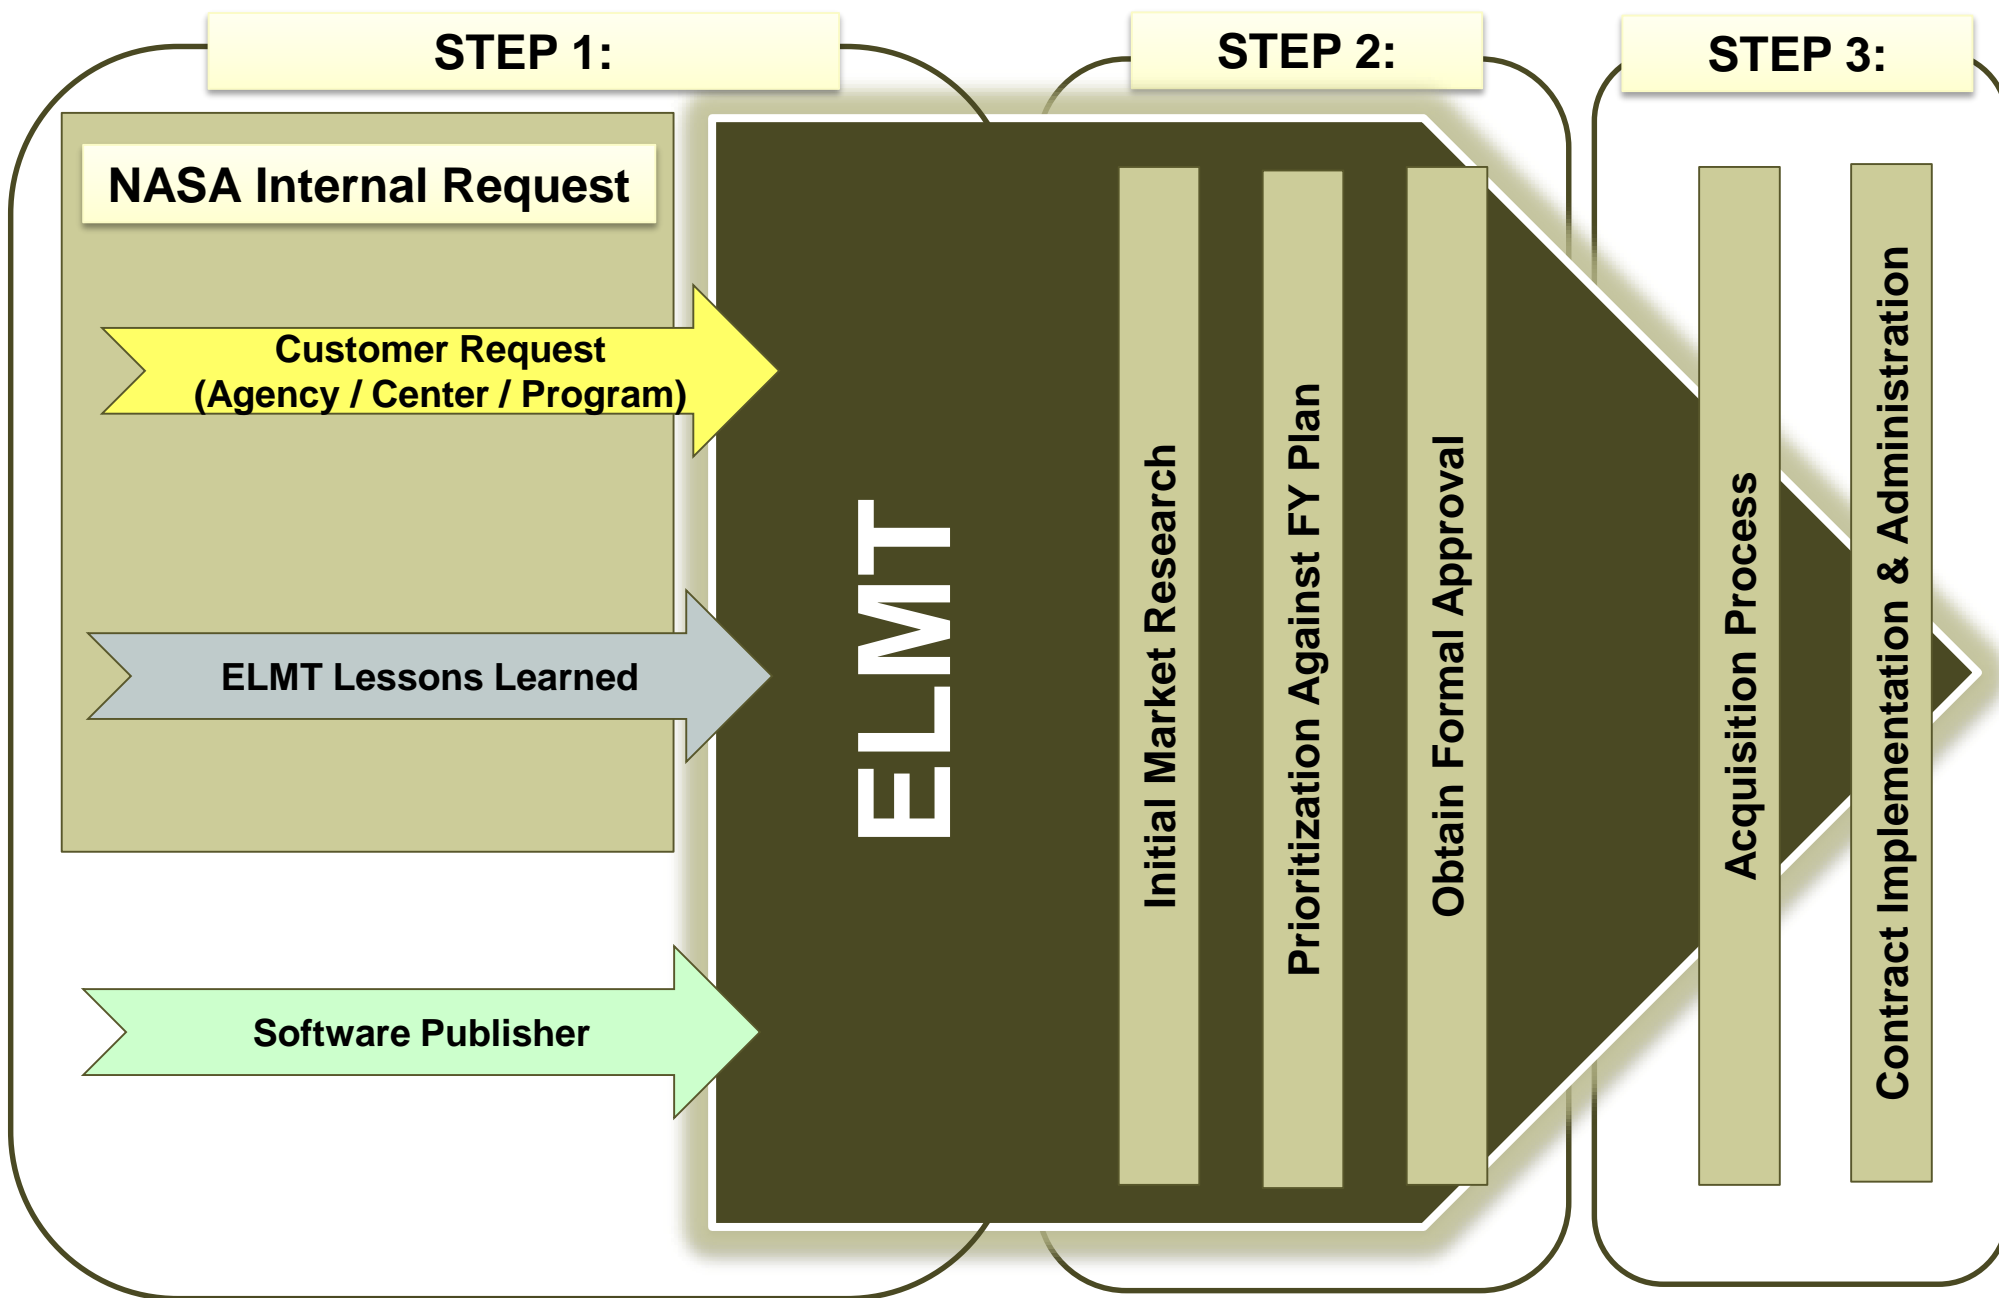 STEP 1:
STEP 2:
STEP 3:
NASA Internal Request
Customer Request
(Agency / Center / Program)
ELMT Lessons Learned
Software Publisher
ELMT
Initial Market Research
Prioritization Against FY Plan
Obtain Formal Approval
Acquisition Process
Contract Implementation & Administration